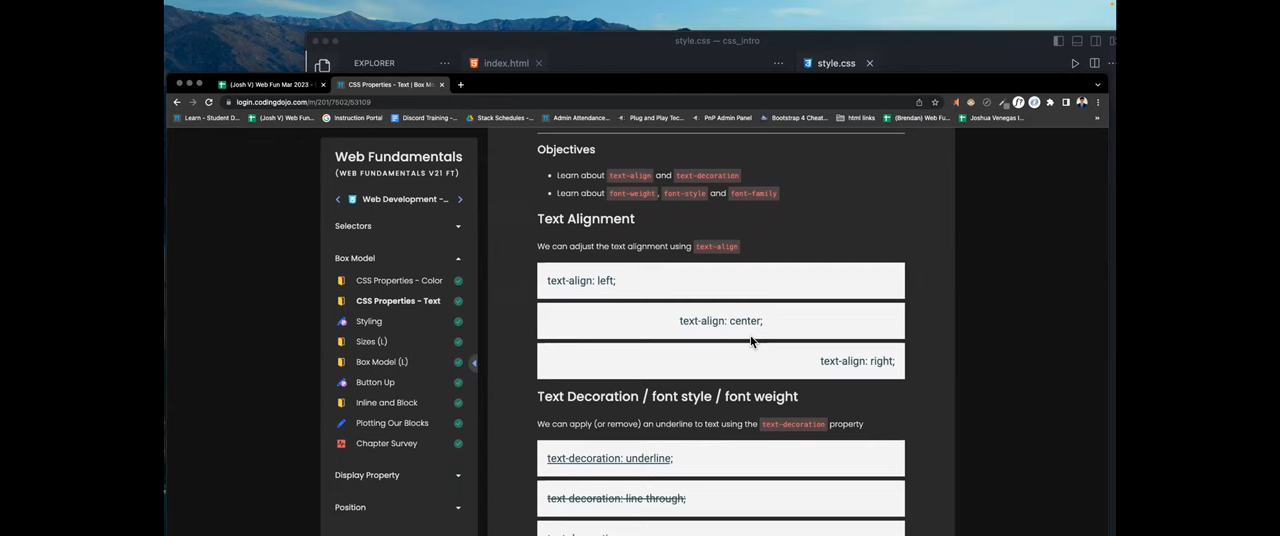 style.css — css_intro
EXPLORER
index.html
style.css
(Josh V) Web Fun Mar 2023 -
CSS Properties - Text | Box M
login.codingdojo.com/m/201/7502/53109
Learn - Student D...
(Josh V) Web Fu...
Instruction Portal
Discord Training -...
Stack Schedules -...
Admin Attendance...
Plug and Play Tec...
PnP Admin Panel
Bootstrap 4 Cheat...
html links
(Brendan) Web Fu...
Joshua Venegas I...
Web Fundamentals
(WEB FUNDAMENTALS V21 FT)
Web Development -...
Selectors
Box Model
CSS Properties - Color
CSS Properties - Text
Styling
Sizes (L)
Box Model (L)
Button Up
Inline and Block
Plotting Our Blocks
Chapter Survey
Display Property
Position
Objectives
• Learn about text-align and text-decoration
• Learn about font-weight, font-style and font-family
Text Alignment
We can adjust the text alignment using text-align
text-align: left;
text-align: center;
text-align: right;
Text Decoration / font style / font weight
We can apply (or remove) an underline to text using the text-decoration property
text-decoration: underline;
text-decoration: line through;